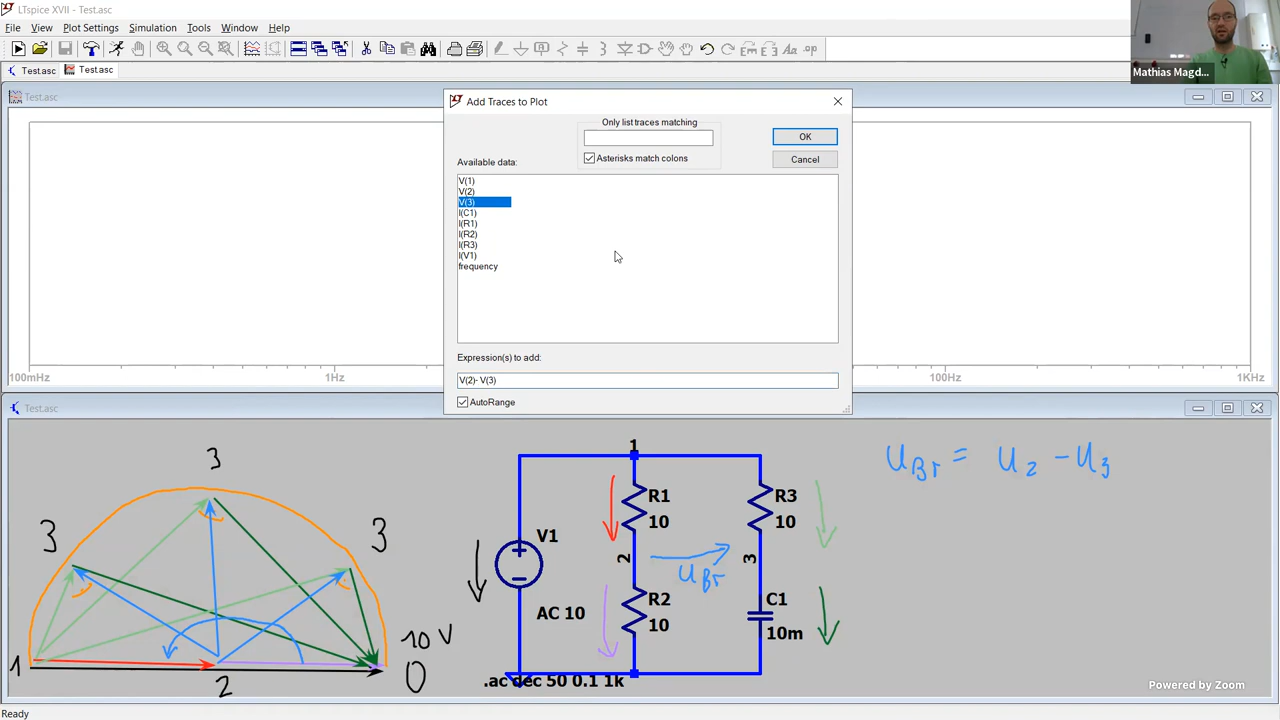 LTspice XVII - Test.asc
File View Plot Settings Simulation Tools Window Help
Test.asc Test.asc
Test.asc
Mathias Magd...
Add Traces to Plot
Only list traces matching
OK
Asterisks match colons
Cancel
Available data:
V(1)
V(2)
V(3)
I(C1)
I(R1)
I(R2)
I(R3)
I(V1)
frequency
Expression(s) to add:
V(2)- V(3)
AutoRange
100mHz 1Hz 100Hz 1KHz
Test.asc
3
3
3
1
2
10 V
0
1
V1
AC 10
R1
10
2
R2
10
R3
10
3
C1
10m
uBr
.ac dec 50 0.1 1k
uBr = u2 - u3
Powered by Zoom
Ready